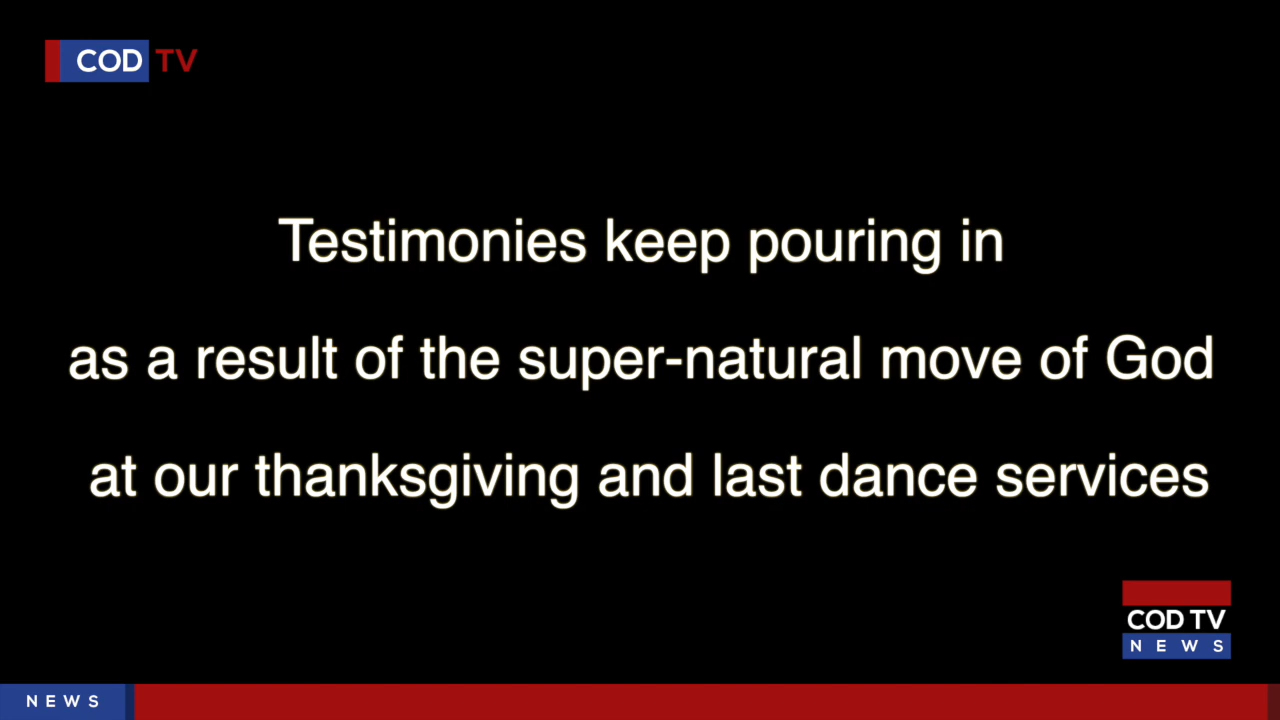 COD TV
Testimonies keep pouring in
as a result of the super-natural move of God
at our thanksgiving and last dance services
COD TV
NEWS
NEWS